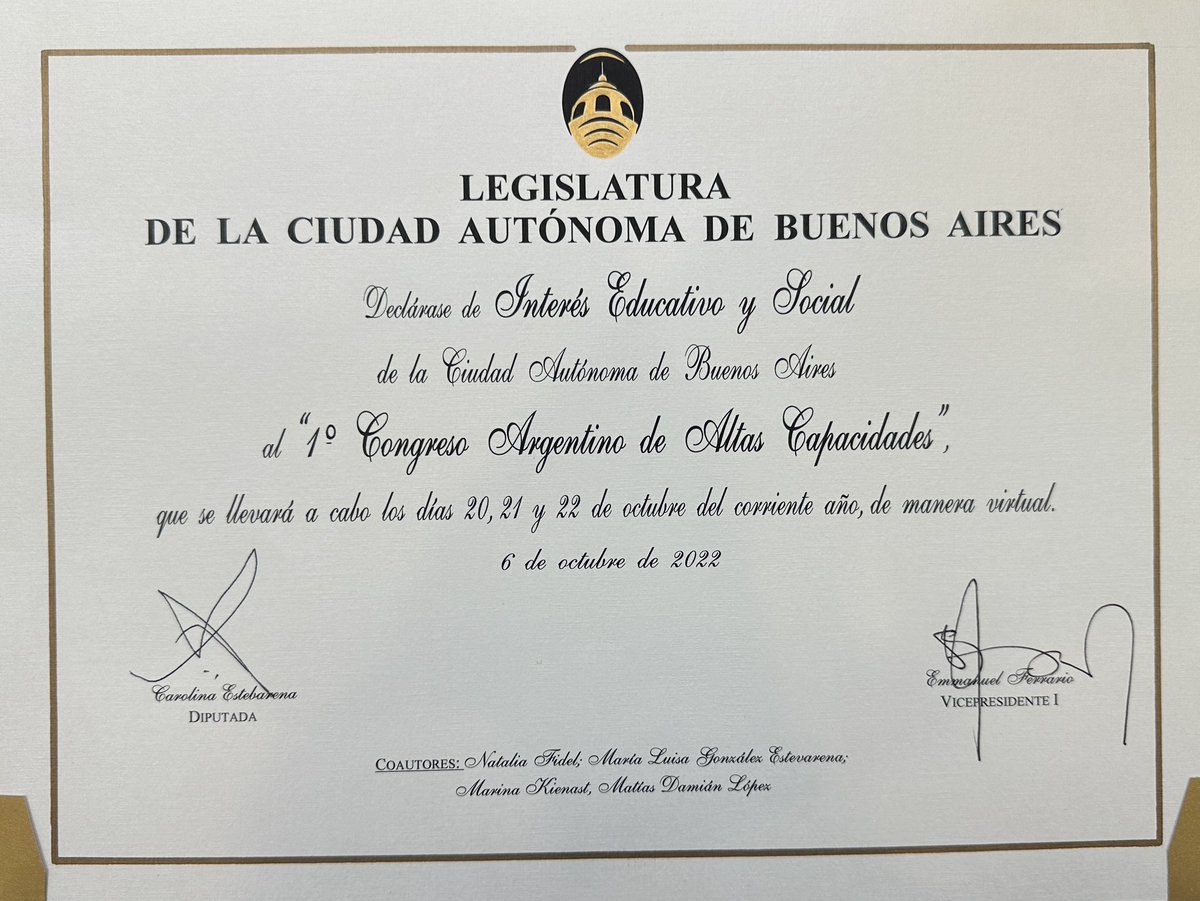 LEGISLATURA
DE LA CIUDAD AUTÓNOMA DE BUENOS AIRES
Declárase de Interés Educativo y Social
de la Ciudad Autónoma de Buenos Aires
al "1º Congreso Argentino de Altas Capacidades",
que se llevará a cabo los días 20, 21 y 22 de octubre del corriente año, de manera virtual.
6 de octubre de 2022
Carolina Estebarena
DIPUTADA
Emmanuel Ferrario
VICEPRESIDENTE I
COAUTORES: Natalia Fidel; María Luisa González Estevarena;
Marina Kienast, Matías Damián López